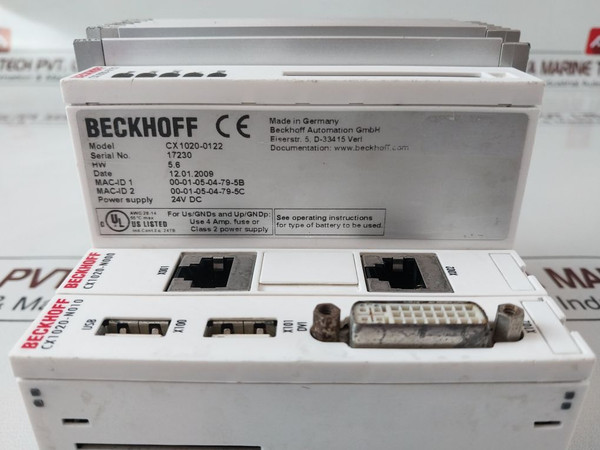 BECKHOFF
BECKHOFF CE
Model CX1020-0122
Serial No. 17230
HW 5.6
Date 12.01.2009
MAC-ID 1 00-01-05-04-79-5B
MAC-ID 2 00-01-05-04-79-5C
Power supply 24V DC
Made in Germany
Beckhoff Automation GmbH
Eiserstr. 5, D-33415 Verl
Documentation: www.beckhoff.com
UL US LISTED
For Us/GNDs and Up/GNDp:
Use 4 Amp. fuse or
Class 2 power supply
See operating instructions
for type of battery to be used.
BECKHOFF
CX1020-N000
X001
X002
BECKHOFF
CX1020-N010
USB
X100
X101
DVI